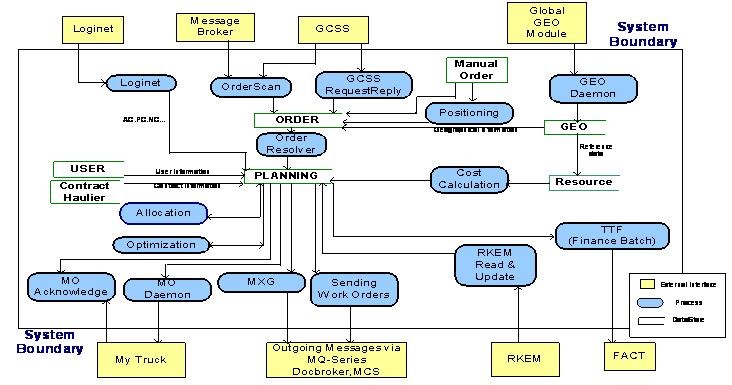 Loginet
Message
Broker
GCSS
Global
GEO
Module
System
Boundary
Loginet
OrderScan
GCSS
RequestReply
Manual
Order
Positioning
GEO
Daemon
AC,PC,NC...
ORDER
Geographical Information
GEO
Order
Resolver
Reference
data
USER
User Information
Contract
Haulier
Contract Information
PLANNING
Cost
Calculation
Resource
Allocation
Optimization
TTF
(Finance Batch)
MO
Acknowledge
MO
Daemon
MXG
Sending
Work Orders
RKEM
Read &
Update
External Interface
Process
DataStore
System
Boundary
My Truck
Outgoing Messages via
MQ-Series
Docbroker,MCS
RKEM
FACT